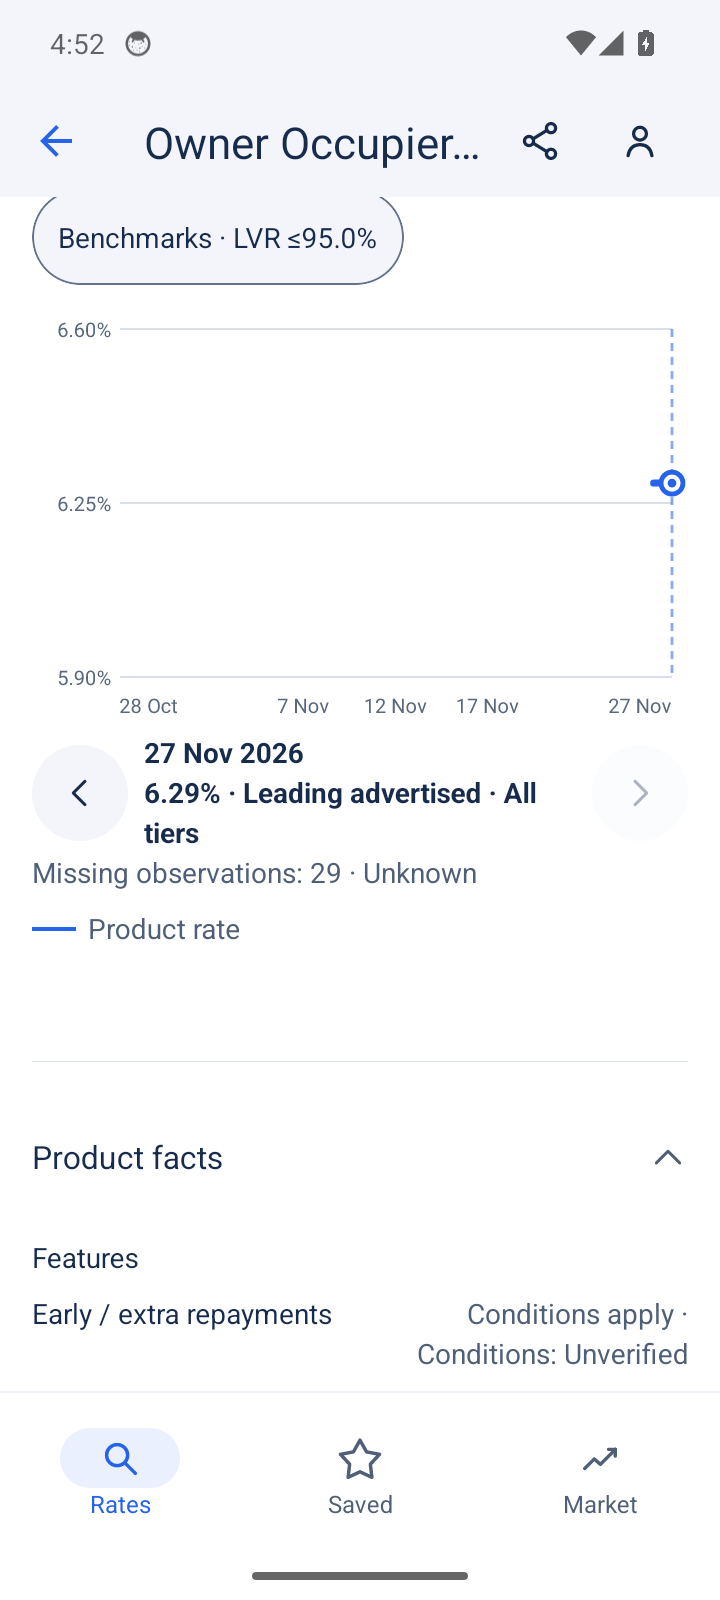 4:52
Owner Occupier...
Benchmarks · LVR ≤95.0%
6.60%
6.25%
5.90%
28 Oct 7 Nov 12 Nov 17 Nov 27 Nov
27 Nov 2026
6.29% · Leading advertised · All
tiers
Missing observations: 29 · Unknown
Product rate
Product facts
Features
Early / extra repayments Conditions apply ·
Conditions: Unverified
Rates Saved Market